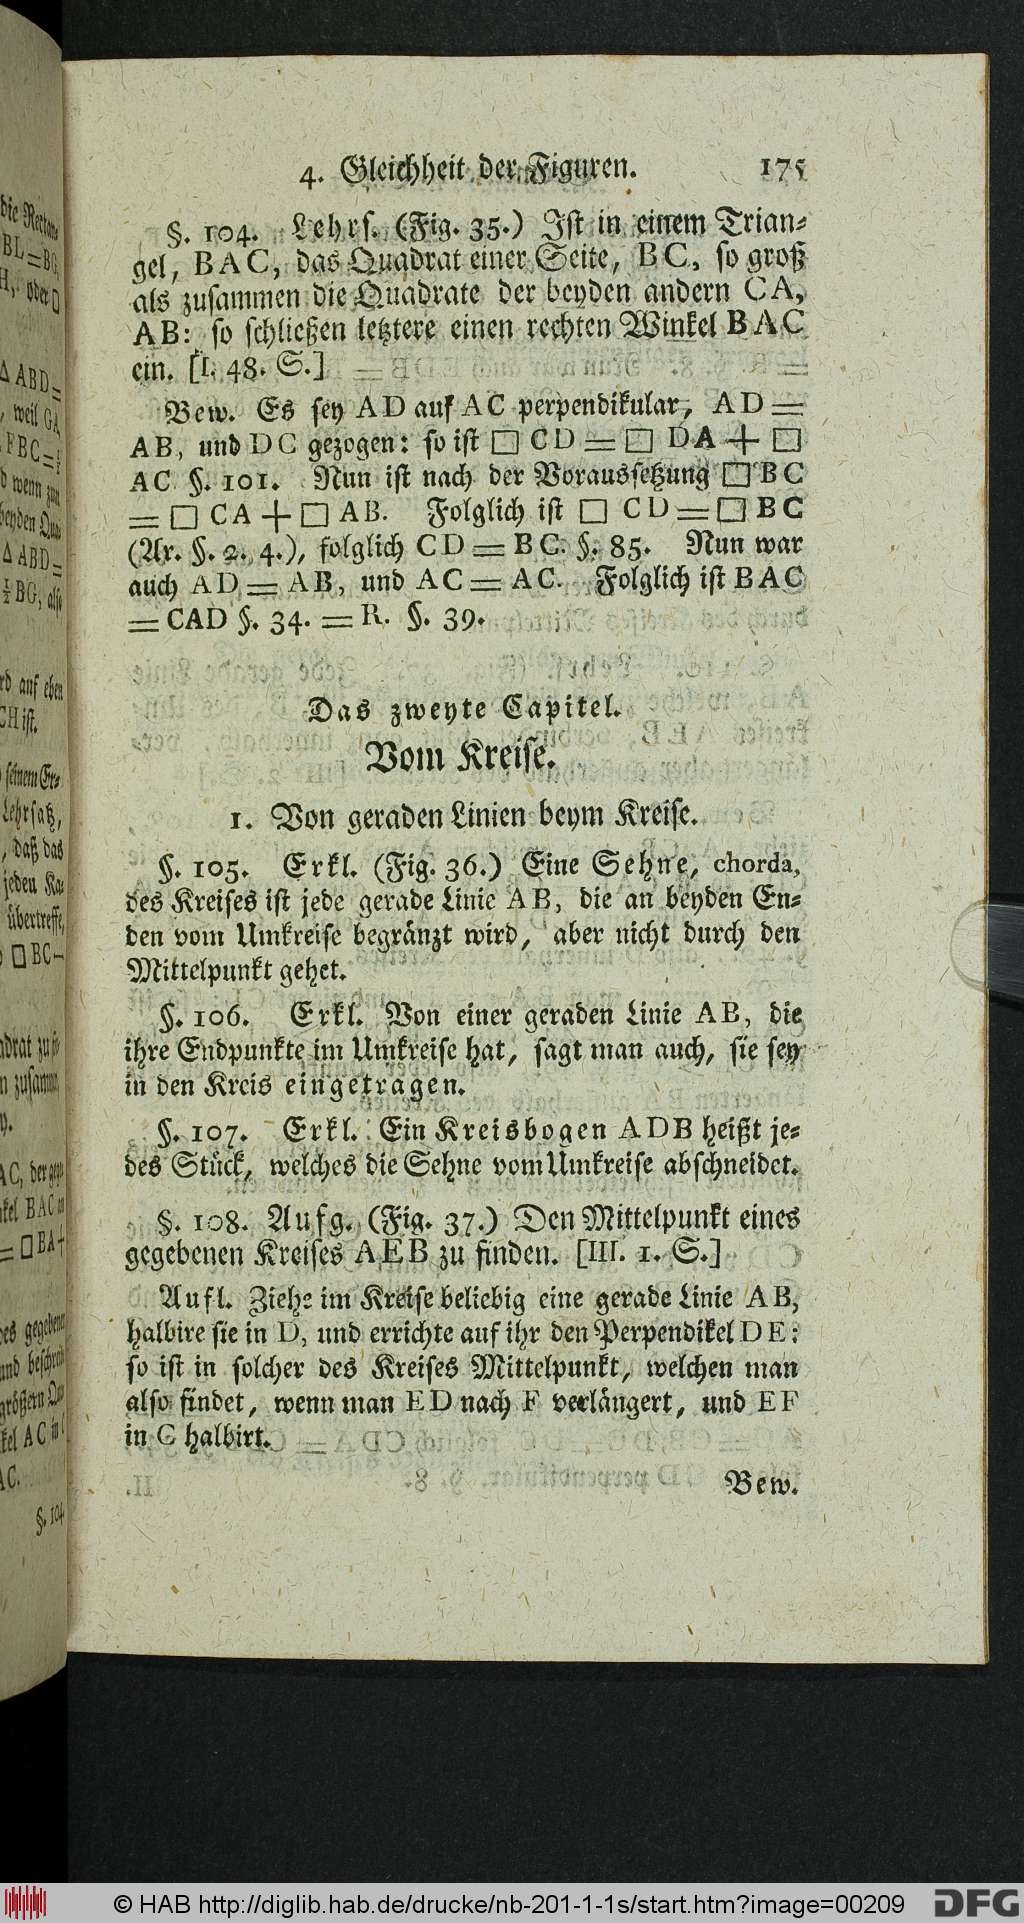 4. Gleichheit der Figuren. 175
§. 104. Lehrs. (Fig. 35.) Ist in einem Trian-
gel, BAC, das Quadrat einer Seite, BC, so groß
als zusammen die Quadrate der beyden andern CA,
AB: so schließen letztere einen rechten Winkel BAC
ein. [I. 48. S.]
Bew. Es sey AD auf AC perpendikular, AD =
AB, und DC gezogen: so ist □ CD = □ DA + □
AC §. 101. Nun ist nach der Voraussetzung □ BC
= □ CA + □ AB. Folglich ist □ CD = □ BC
(Ar. §. 2. 4.), folglich CD = BC. §. 85. Nun war
auch AD = AB, und AC = AC. Folglich ist BAC
= CAD §. 34. = R. §. 39.
Das zweyte Capitel.
Vom Kreise.
1. Von geraden Linien beym Kreise.
§. 105. Erkl. (Fig. 36.) Eine Sehne, chorda,
des Kreises ist jede gerade Linie AB, die an beyden En-
den vom Umkreise begränzt wird, aber nicht durch den
Mittelpunkt gehet.
§. 106. Erkl. Von einer geraden Linie AB, die
ihre Endpunkte im Umkreise hat, sagt man auch, sie sey
in den Kreis eingetragen.
§. 107. Erkl. Ein Kreisbogen ADB heißt je-
des Stück, welches die Sehne vom Umkreise abschneidet.
§. 108. Aufg. (Fig. 37.) Den Mittelpunkt eines
gegebenen Kreises AEB zu finden. [III. 1. S.]
Aufl. Ziehe im Kreise beliebig eine gerade Linie AB,
halbire sie in D, und errichte auf ihr den Perpendikel DE:
so ist in solcher des Kreises Mittelpunkt, welchen man
also findet, wenn man ED nach F verlängert, und EF
in G halbirt.
Bew.
© HAB http://diglib.hab.de/drucke/nb-201-1-1s/start.htm?image=00209
DFG